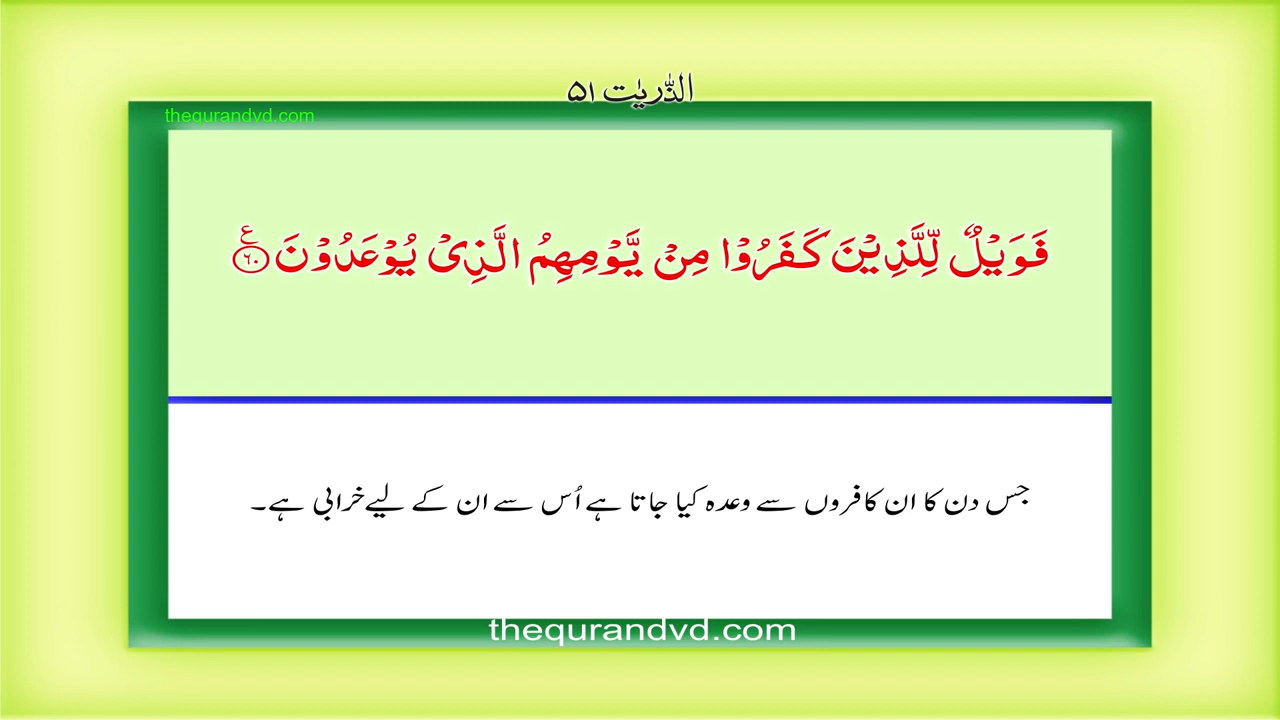 الذّٰریٰت ۵۱
thequrandvd.com
فَوَیْلٌ لِّلَّذِیْنَ كَفَرُوْا مِنْ یَّوْمِهِمُ الَّذِیْ یُوْعَدُوْنَ ۶۰ ع
جس دن کا ان کافروں سے وعدہ کیا جاتا ہے اُس سے ان کے لیے خرابی ہے۔
thequrandvd.com